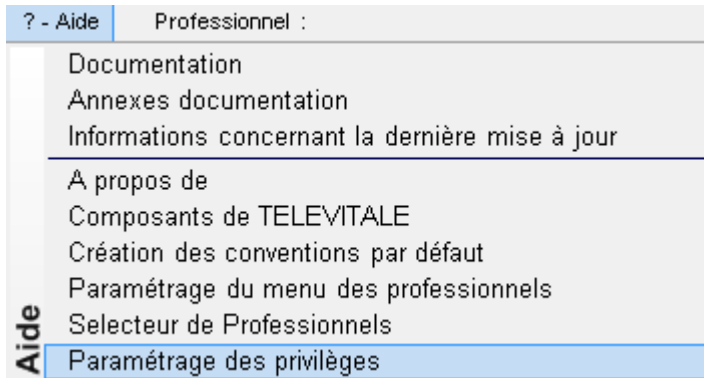 ? - Aide Professionnel :
Documentation
Annexes documentation
Informations concernant la dernière mise à jour
A propos de
Composants de TELEVITALE
Création des conventions par défaut
Paramétrage du menu des professionnels
Selecteur de Professionnels
Paramétrage des privilèges
Aide